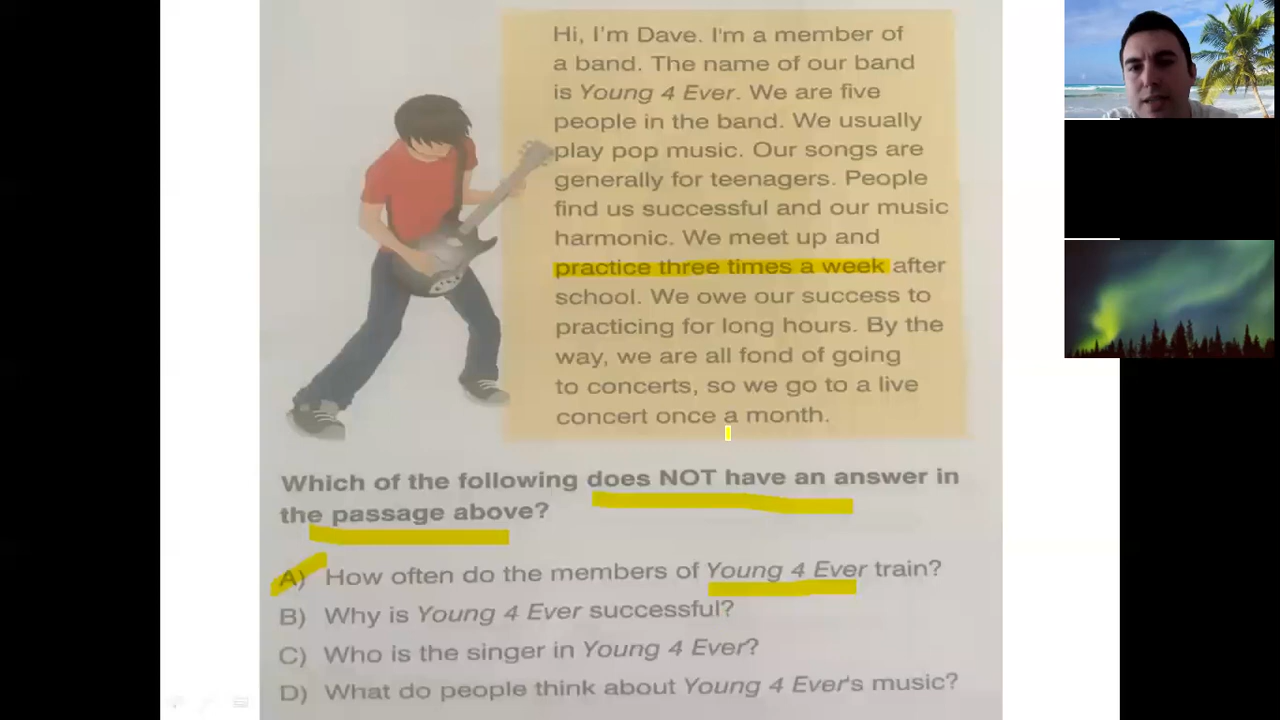 Hi, I'm Dave. I'm a member of
a band. The name of our band
is Young 4 Ever. We are five
people in the band. We usually
play pop music. Our songs are
generally for teenagers. People
find us successful and our music
harmonic. We meet up and
practice three times a week after
school. We owe our success to
practicing for long hours. By the
way, we are all fond of going
to concerts, so we go to a live
concert once a month.
Which of the following does NOT have an answer in
the passage above?
A) How often do the members of Young 4 Ever train?
B) Why is Young 4 Ever successful?
C) Who is the singer in Young 4 Ever?
D) What do people think about Young 4 Ever's music?